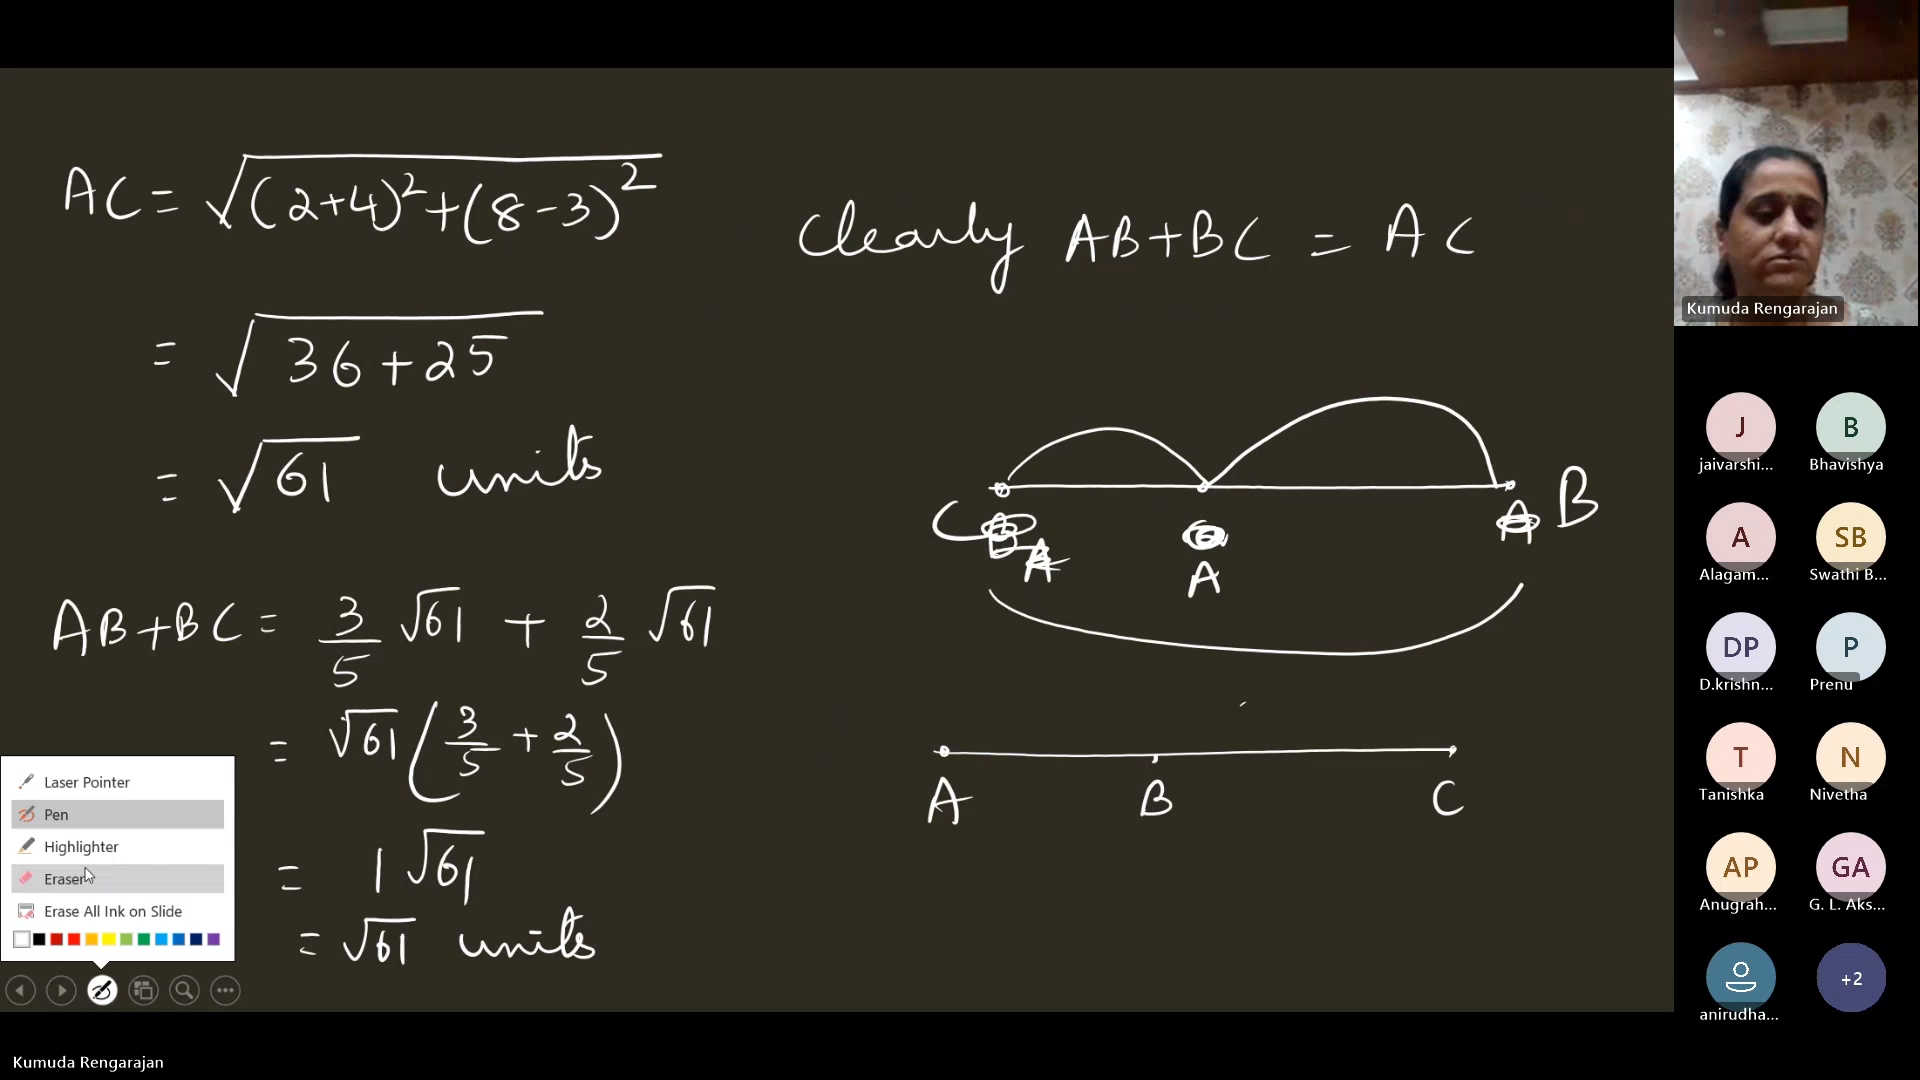 AC = √(2+4)² + (8-3)²
= √36+25
= √61 units
AB+BC = 3/5 √61 + 2/5 √61
= √61 (3/5 + 2/5)
= 1 √61
= √61 units
Clearly AB+BC = AC
C A B
A
A B C
Laser Pointer
Pen
Highlighter
Eraser
Erase All Ink on Slide
Kumuda Rengarajan
J B
jaivarshi... Bhavishya
A SB
Alagam... Swathi B...
DP P
D.krishn... Prenu
T N
Tanishka Nivetha
AP GA
Anugrah... G. L. Aks...
+2
anirudha...
Kumuda Rengarajan